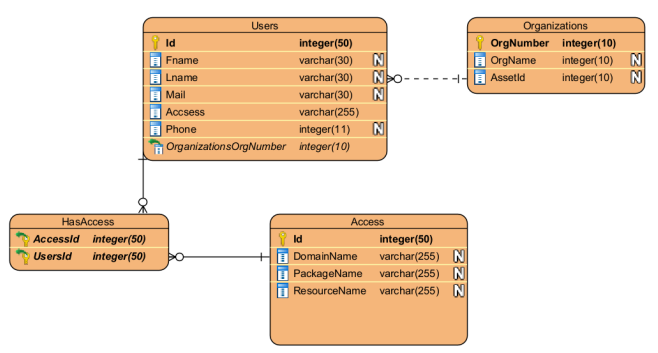 Users
Id integer(50)
Fname varchar(30) N
Lname varchar(30) N
Mail varchar(30) N
Accsess varchar(255)
Phone integer(11) N
OrganizationsOrgNumber integer(10)
Organizations
OrgNumber integer(10)
OrgName integer(10) N
AssetId integer(10) N
HasAccess
AccessId integer(50)
UsersId integer(50)
Access
Id integer(50)
DomainName varchar(255) N
PackageName varchar(255) N
ResourceName varchar(255) N